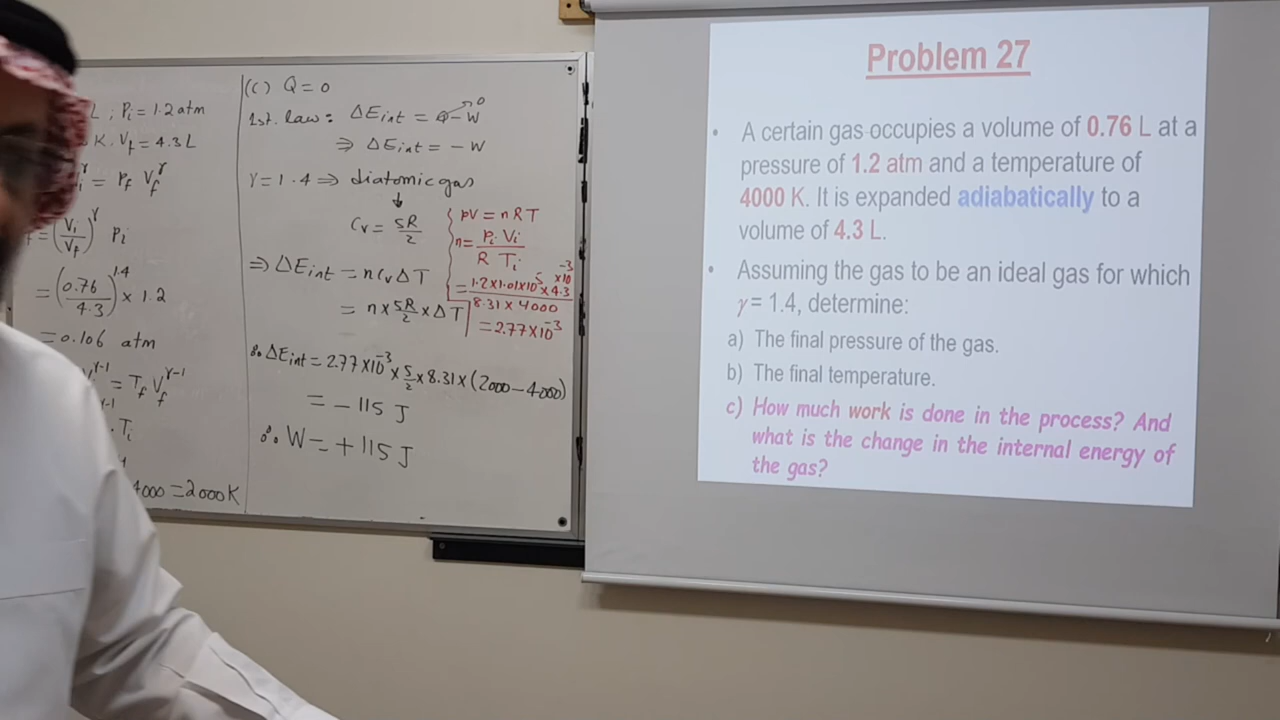 L ; Pi = 1.2 atm
K . Vf = 4.3 L
= Pf Vf^γ
= (Vi/Vf)^γ Pi
= (0.76/4.3)^1.4 × 1.2
= 0.106 atm
= Tf Vf^γ-1
. Ti
4000 = 2000 K
(c) Q = 0
1st. law : ΔEint = Q - W
0
⇒ ΔEint = - W
γ = 1.4 ⇒ diatomic gas
Cv = 5R/2
⇒ ΔEint = n Cv ΔT
= n × 5R/2 × ΔT
PV = nRT
n = Pi Vi / R Ti
= 1.2×1.01×10^5 × 4.3 ×10^-3 / 8.31 × 4000
= 2.77×10^-3
∴ ΔEint = 2.77×10^-3 × 5/2 × 8.31 × (2000 - 4000)
= - 115 J
∴ W = + 115 J
Problem 27
• A certain gas occupies a volume of 0.76 L at a
pressure of 1.2 atm and a temperature of
4000 K. It is expanded adiabatically to a
volume of 4.3 L.
• Assuming the gas to be an ideal gas for which
γ = 1.4, determine:
a) The final pressure of the gas.
b) The final temperature.
c) How much work is done in the process? And
what is the change in the internal energy of
the gas?